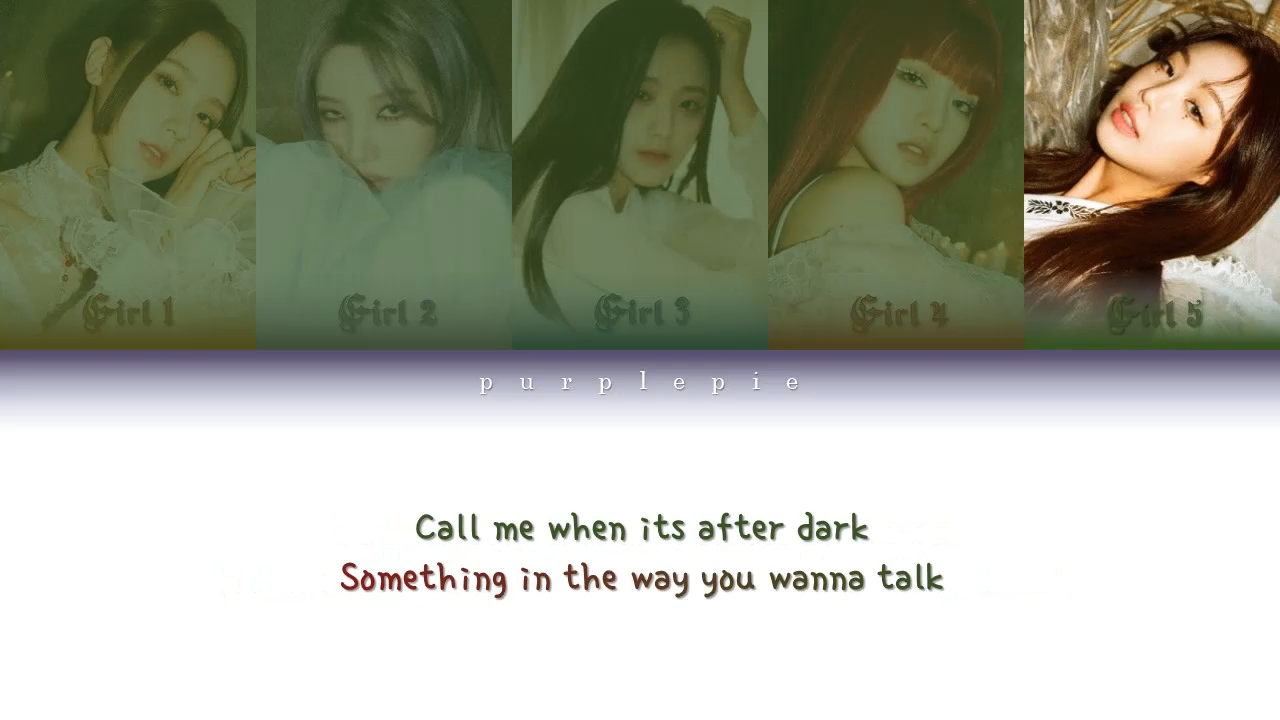 Girl 1
Girl 2
Girl 3
Girl 4
Girl 5
purplepie
Call me when its after dark
Something in the way you wanna talk